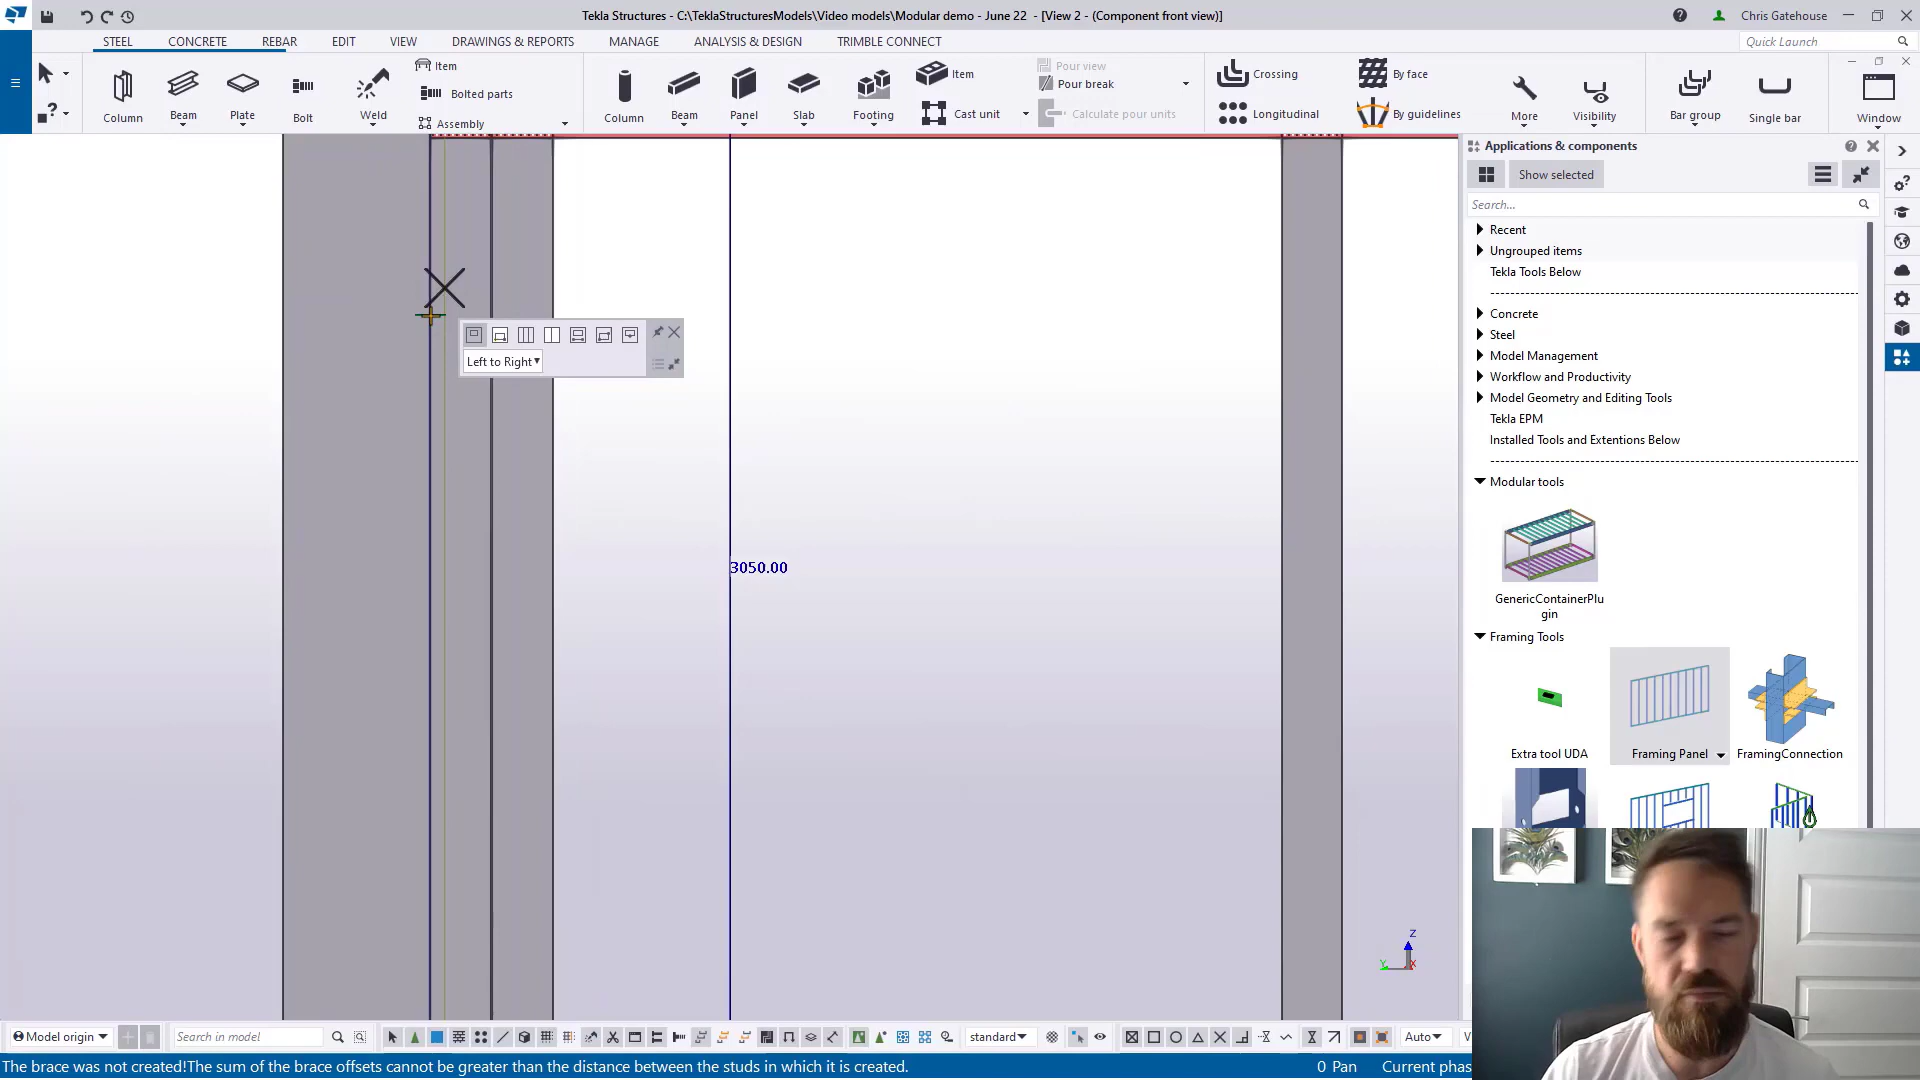 Tekla Structures - C:\TeklaStructuresModels\Video models\Modular demo - June 22 - [View 2 - (Component front view)]
Chris Gatehouse
STEEL CONCRETE REBAR EDIT VIEW DRAWINGS & REPORTS MANAGE ANALYSIS & DESIGN TRIMBLE CONNECT
Quick Launch
Column Beam Plate Bolt Weld
Item
Bolted parts
Assembly
Column Beam Panel Slab Footing
Item
Cast unit
Pour view
Pour break
Calculate pour units
Crossing
Longitudinal
By face
By guidelines
More Visibility Bar group Single bar Window
Applications & components
Show selected
Search...
Recent
Ungrouped items
Tekla Tools Below
Concrete
Steel
Model Management
Workflow and Productivity
Model Geometry and Editing Tools
Tekla EPM
Installed Tools and Extentions Below
Modular tools
GenericContainerPlu
gin
Framing Tools
Extra tool UDA Framing Panel FramingConnection
Left to Right
3050.00
Z
Y X
Model origin
Search in model
standard
Auto
The brace was not created!The sum of the brace offsets cannot be greater than the distance between the studs in which it is created.
0 Pan
Current phas